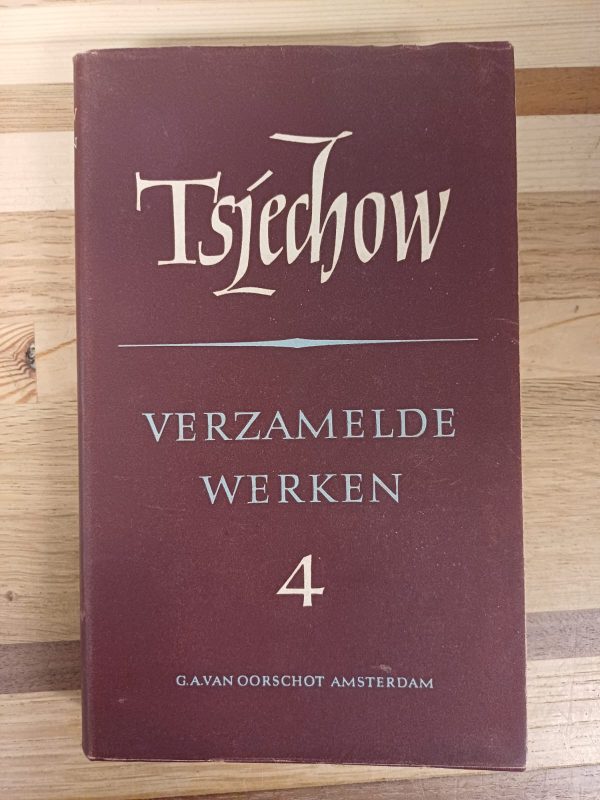 Tsjechow
VERZAMELDE
WERKEN
4
G.A.VAN OORSCHOT AMSTERDAM